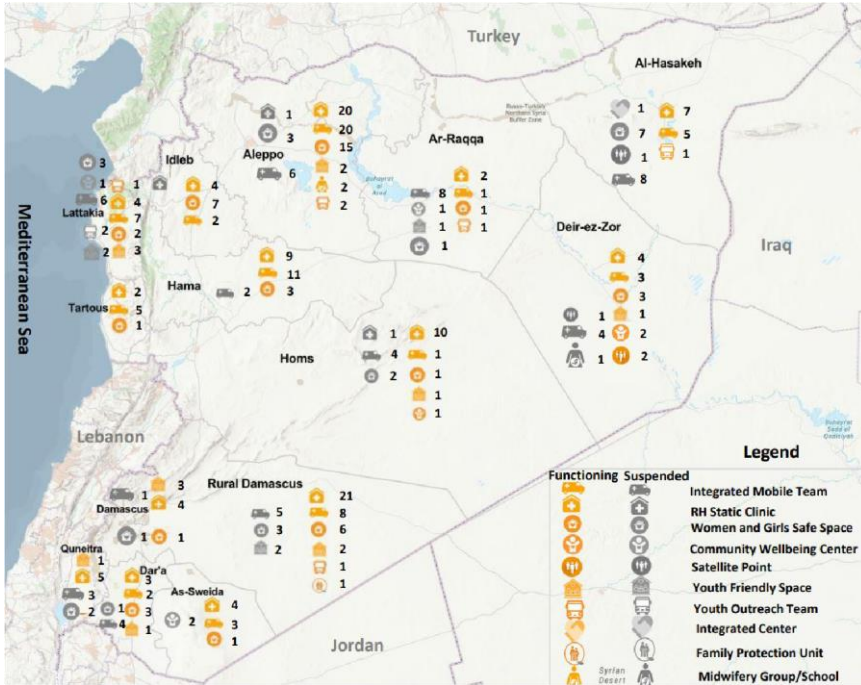 Turkey
Al-Hasakeh
1 7
7 5
1 1
8
Russo-Turkey
Northern Syria
Buffer Zone
Aleppo
1 20
3 20
6 15
2
2
2
Ar-Raqqa
2
8 1
1 1
1 1
1
Idleb
4
7
2
3
1 1
6 4
Lattakia 7
2 2
2 3
Mediterranean Sea
Iraq
Deir-ez-Zor
4
3
3
1 1
4 2
1 2
Hama
9
11
2 3
Tartous
2
5
1
Homs
1 10
4 1
2 1
1
1
Lebanon
Damascus
3
1 4
1 1
Rural Damascus
21
5 8
3 6
2 2
1
1
Quneitra
1
5
3
2
Dar'a
3
2
1 3
4 1
As-Sweida
4
2 3
1
Jordan
Syrian
Desert
Legend
Functioning Suspended
Integrated Mobile Team
RH Static Clinic
Women and Girls Safe Space
Community Wellbeing Center
Satellite Point
Youth Friendly Space
Youth Outreach Team
Integrated Center
Family Protection Unit
Midwifery Group/School